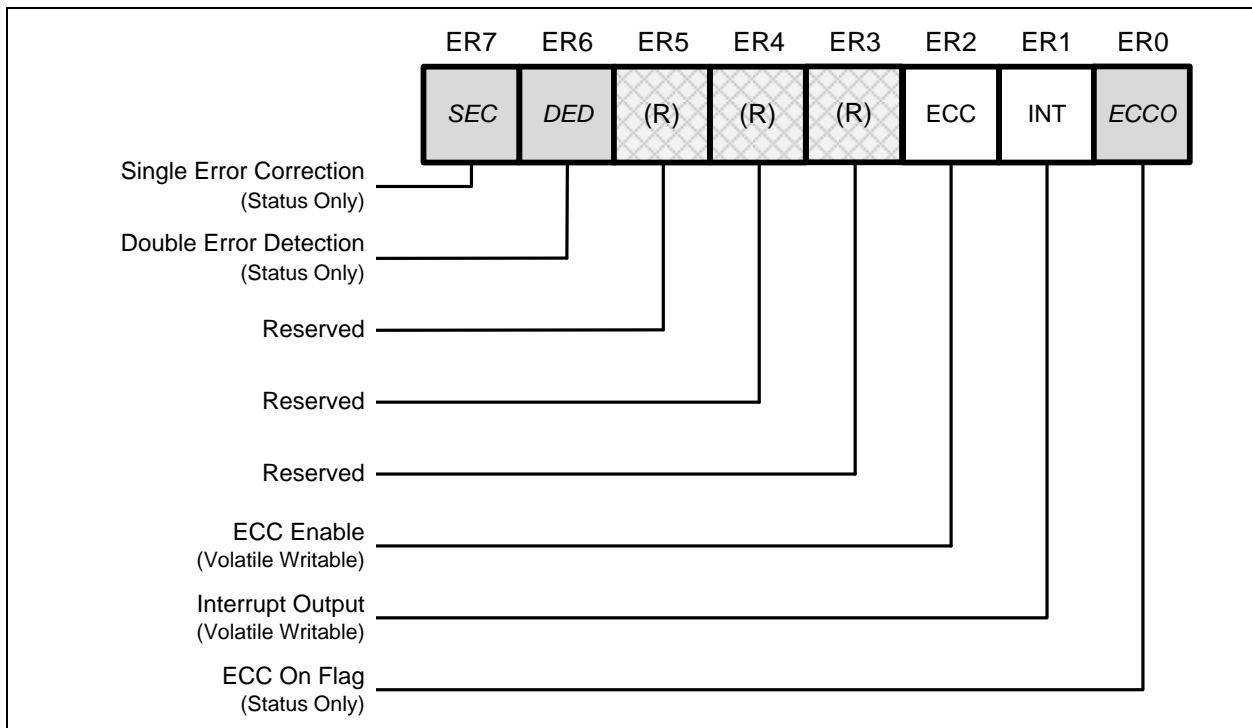 ER7 ER6 ER5 ER4 ER3 ER2 ER1 ER0
SEC DED (R) (R) (R) ECC INT ECCO
Single Error Correction
(Status Only)
Double Error Detection
(Status Only)
Reserved
Reserved
Reserved
ECC Enable
(Volatile Writable)
Interrupt Output
(Volatile Writable)
ECC On Flag
(Status Only)